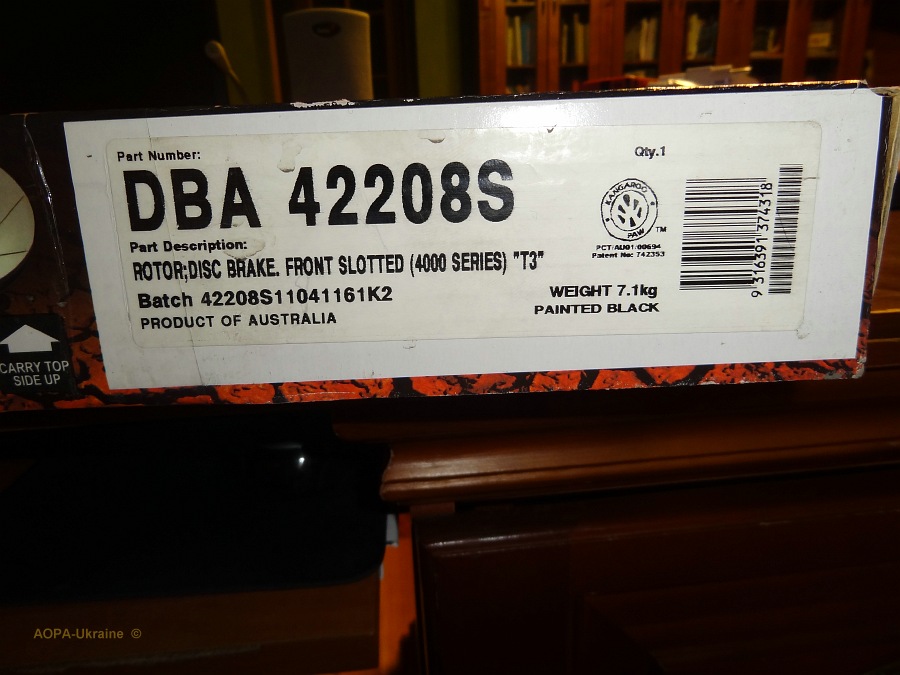 Part Number:
Qty.1
DBA 42208S
KANGAROO
PAW
TM
PCT/AU01/00694
Patent No: 742353
Part Description:
ROTOR;DISC BRAKE. FRONT SLOTTED (4000 SERIES) "T3"
Batch 42208S11041161K2
WEIGHT 7.1kg
PRODUCT OF AUSTRALIA
PAINTED BLACK
9 316391 374318
CARRY TOP
SIDE UP
AOPA-Ukraine ©